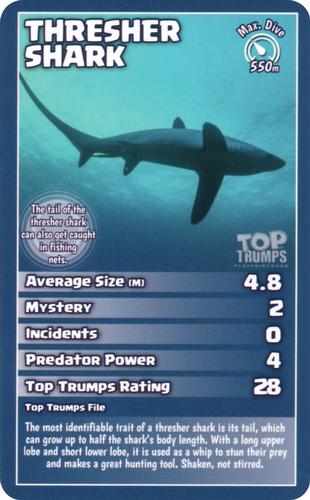 THRESHER
SHARK
Max. Dive
550m
The tail of the
thresher shark
can also get caught
in fishing
nets.
TOP
TRUMPS
Average Size (M) 4.8
Mystery 2
Incidents 0
Predator Power 4
Top Trumps Rating 28
Top Trumps File
The most identifiable trait of a thresher shark is its tail, which
can grow up to half the shark's body length. With a long upper
lobe and short lower lobe, it is used as a whip to stun their prey
and makes a great hunting tool. Shaken, not stirred.